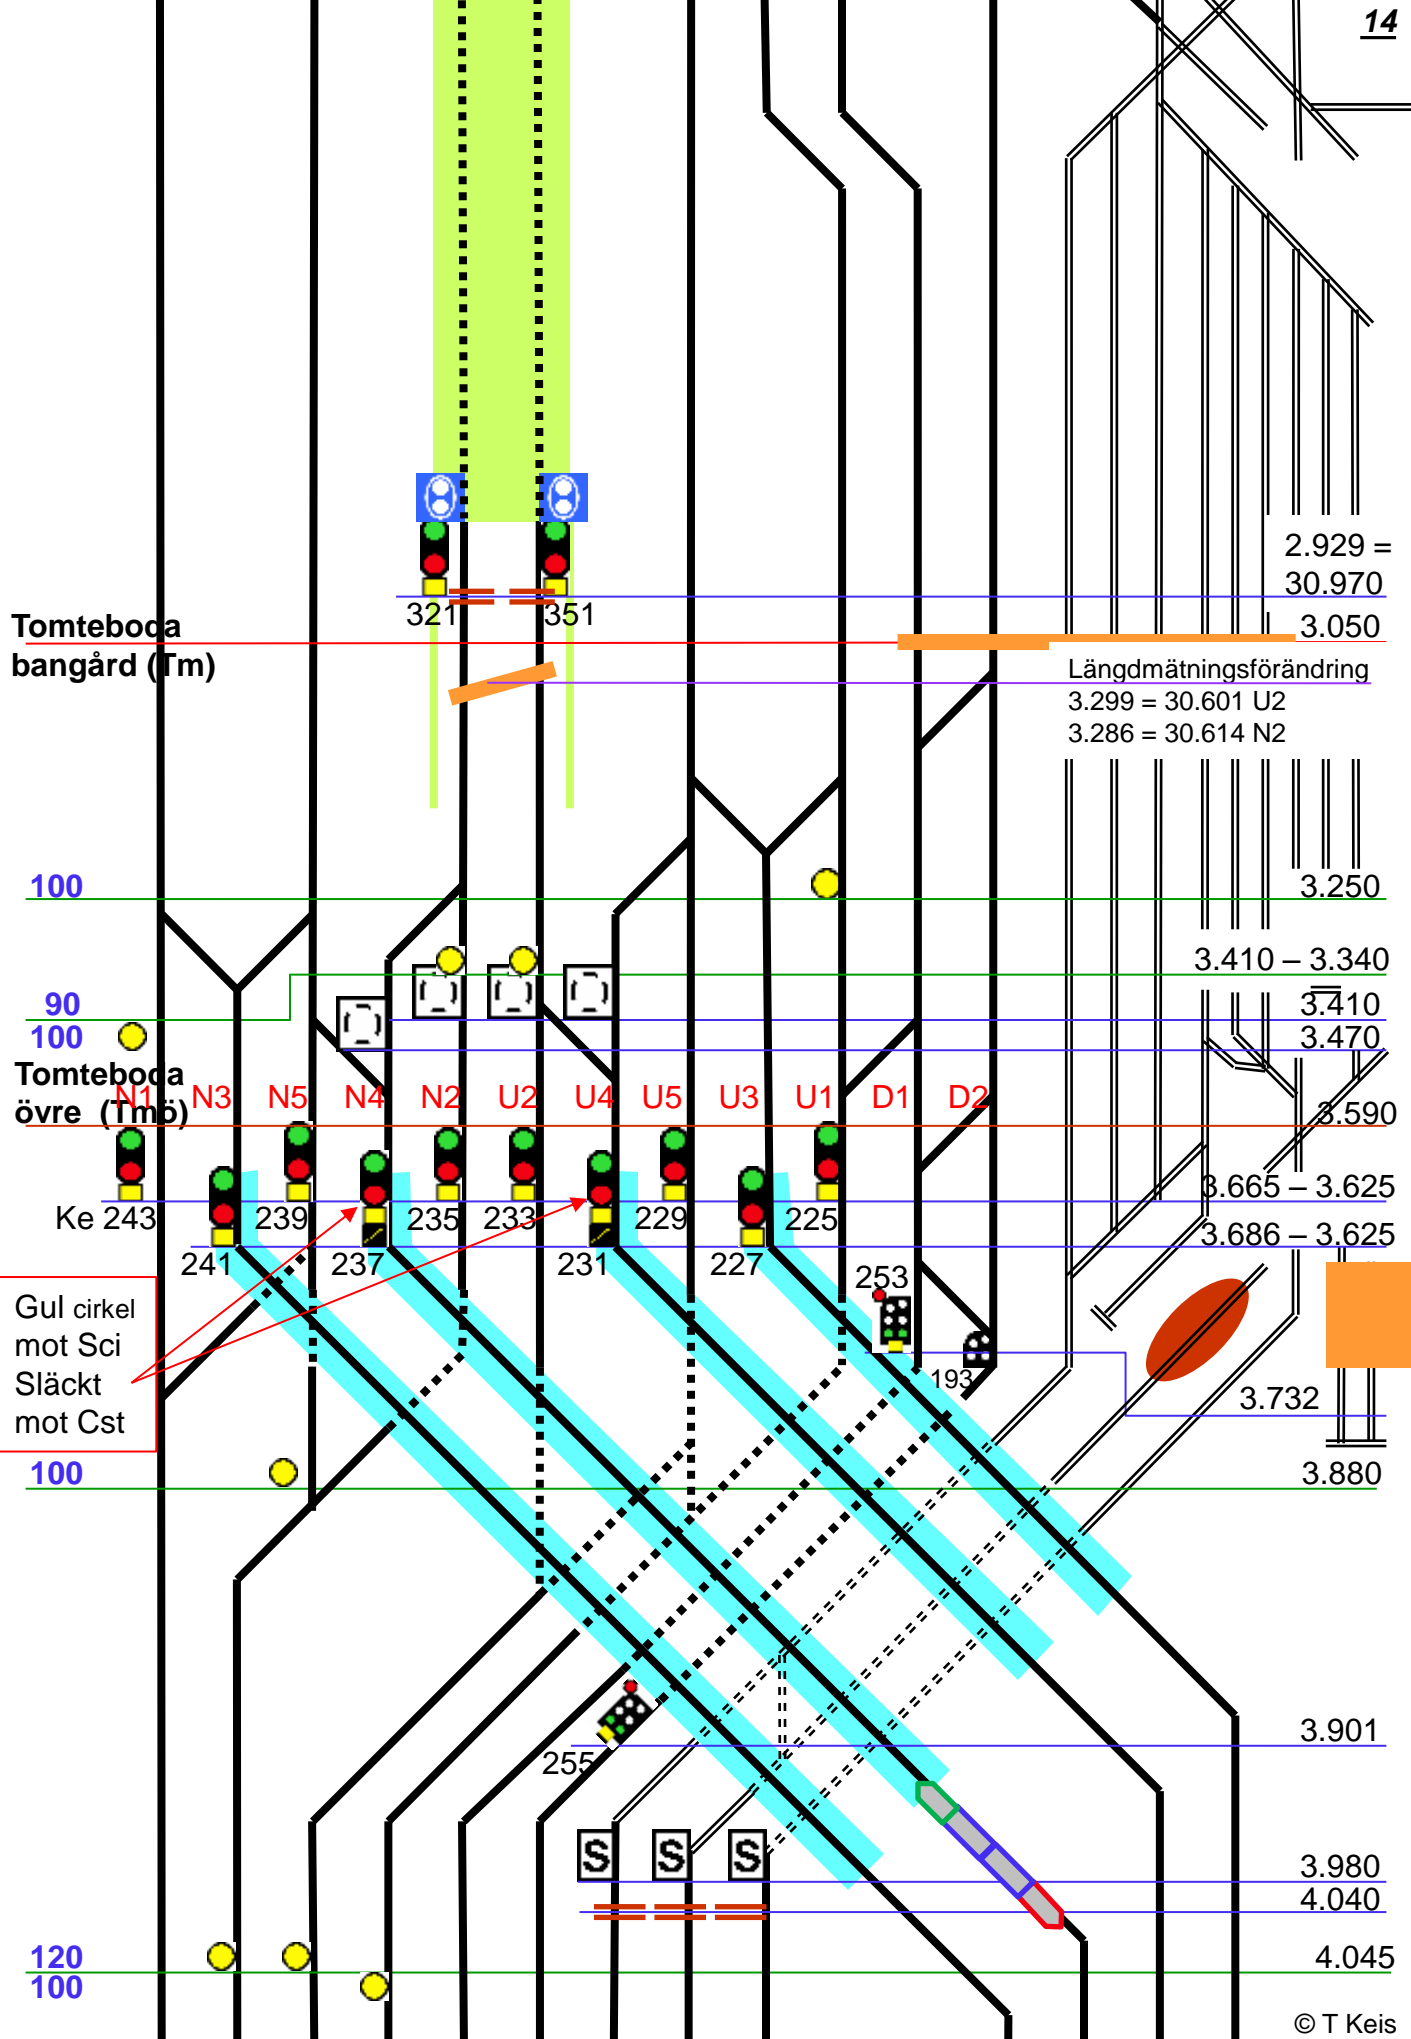 14
2.929 =
30.970
321
351
Tomteboda
bangård (Tm)
3.050
Längdmätningsförändring
3.299 = 30.601 U2
3.286 = 30.614 N2
100
3.250
3.410 – 3.340
90
3.410
100
3.470
Tomteboda
övre (Tmö)
N1 N3 N5 N4 N2 U2 U4 U5 U3 U1 D1 D2
3.590
3.665 – 3.625
Ke 243 239 235 233 229 225
3.686 – 3.625
241 237 231 227
253
Gul cirkel
mot Sci
Släckt
mot Cst
193
3.732
100
3.880
255
3.901
S S S
3.980
4.040
120
4.045
100
© T Keis